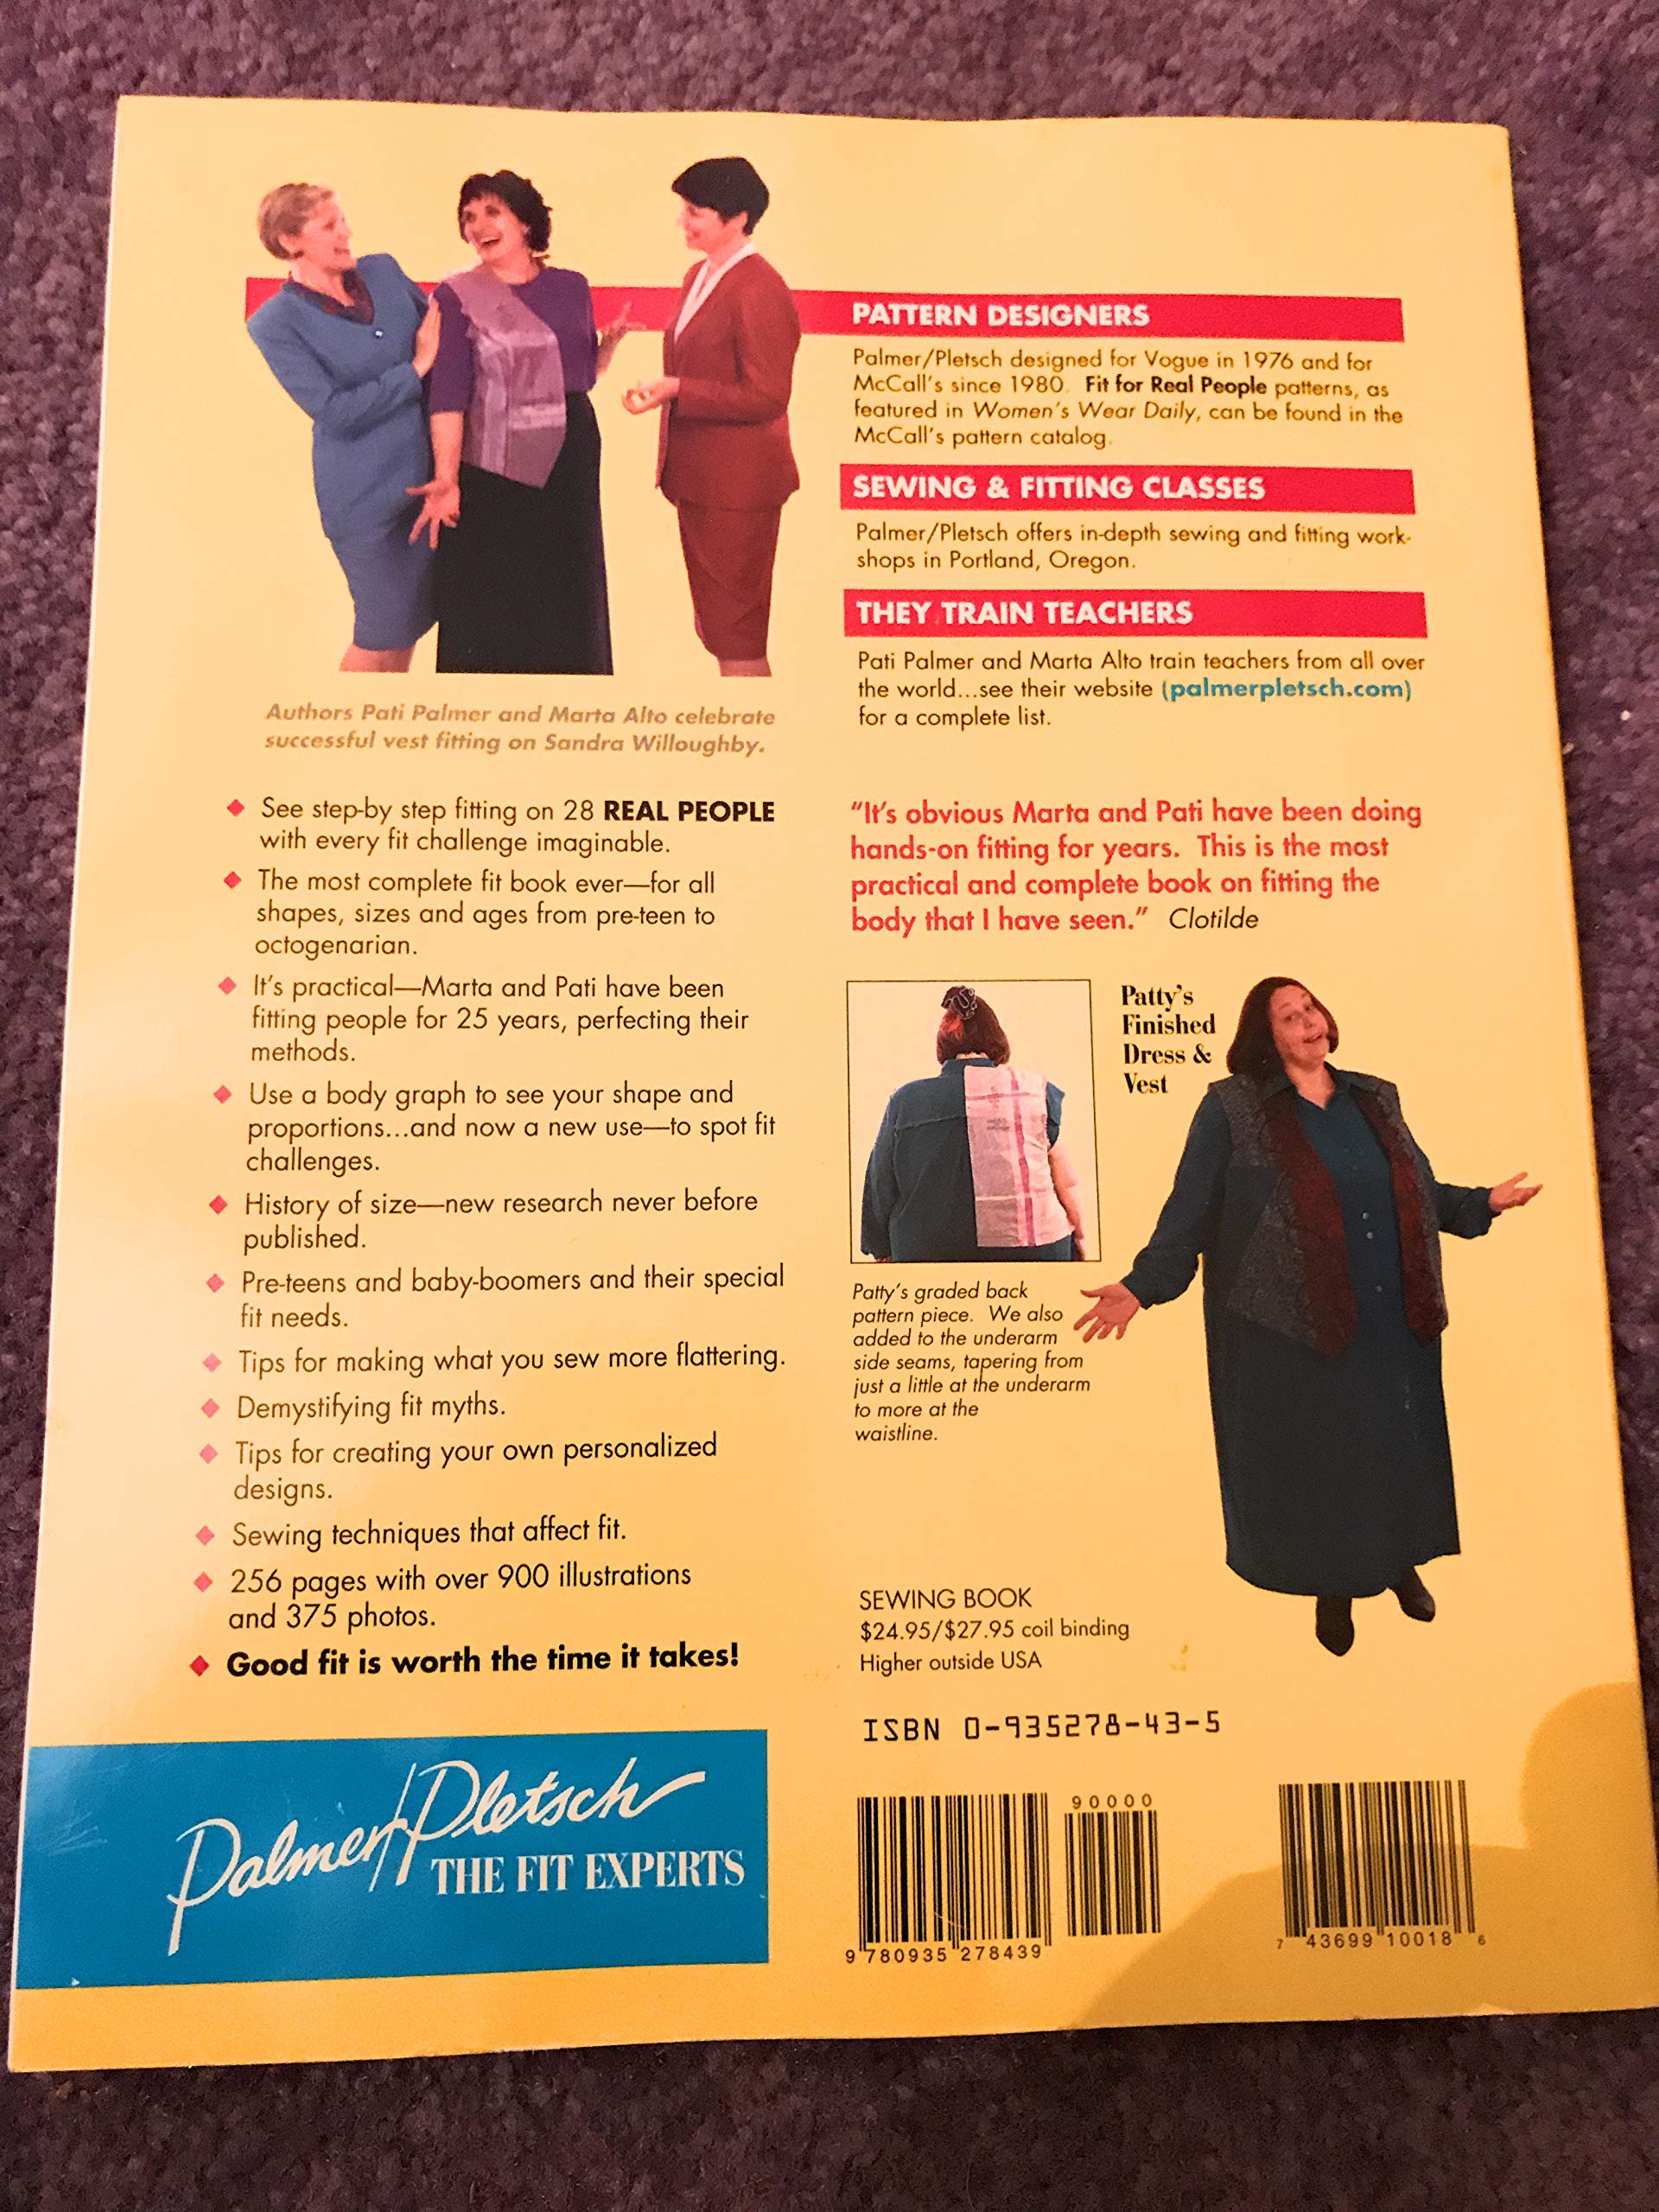 PATTERN DESIGNERS
Palmer/Pletsch designed for Vogue in 1976 and for
McCall's since 1980. Fit for Real People patterns, as
featured in Women's Wear Daily, can be found in the
McCall's pattern catalog.
SEWING & FITTING CLASSES
Palmer/Pletsch offers in-depth sewing and fitting work-
shops in Portland, Oregon.
THEY TRAIN TEACHERS
Pati Palmer and Marta Alto train teachers from all over
the world...see their website (palmerpletsch.com)
for a complete list.
Authors Pati Palmer and Marta Alto celebrate
successful vest fitting on Sandra Willoughby.
◆ See step-by step fitting on 28 REAL PEOPLE
with every fit challenge imaginable.
◆ The most complete fit book ever—for all
shapes, sizes and ages from pre-teen to
octogenarian.
◆ It's practical—Marta and Pati have been
fitting people for 25 years, perfecting their
methods.
◆ Use a body graph to see your shape and
proportions...and now a new use—to spot fit
challenges.
◆ History of size—new research never before
published.
◆ Pre-teens and baby-boomers and their special
fit needs.
◆ Tips for making what you sew more flattering.
◆ Demystifying fit myths.
◆ Tips for creating your own personalized
designs.
◆ Sewing techniques that affect fit.
◆ 256 pages with over 900 illustrations
and 375 photos.
◆ Good fit is worth the time it takes!
"It's obvious Marta and Pati have been doing
hands-on fitting for years. This is the most
practical and complete book on fitting the
body that I have seen." Clotilde
Patty's
Finished
Dress &
Vest
Patty's graded back
pattern piece. We also
added to the underarm
side seams, tapering from
just a little at the underarm
to more at the
waistline.
SEWING BOOK
$24.95/$27.95 coil binding
Higher outside USA
ISBN 0-935278-43-5
Palmer/Pletsch
THE FIT EXPERTS
90000
9 780935 278439
7 43699 10018 6